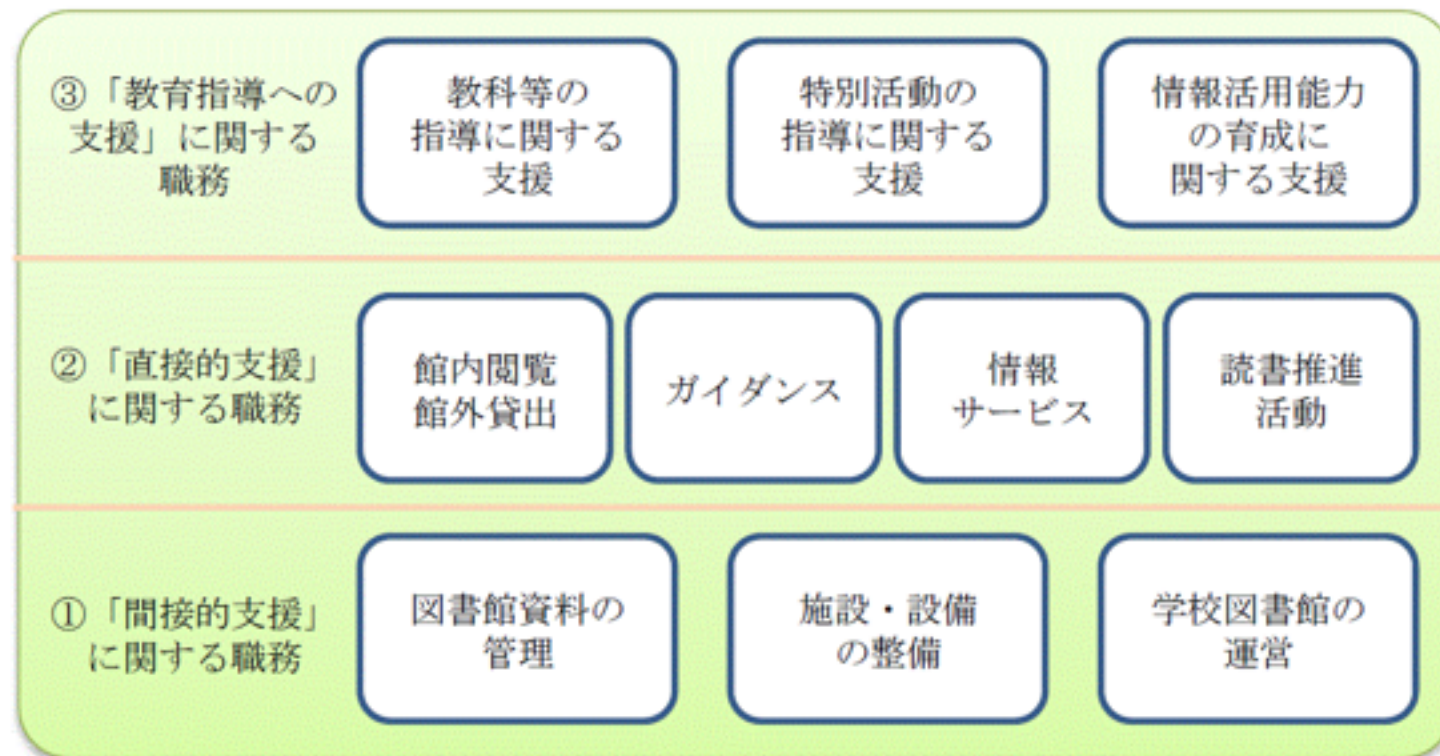 ③「教育指導への
支援」に関する
職務
教科等の
指導に関する
支援
特別活動の
指導に関する
支援
情報活用能力
の育成に
関する支援
②「直接的支援」
に関する職務
館内閲覧
館外貸出
ガイダンス
情報
サービス
読書推進
活動
①「間接的支援」
に関する職務
図書館資料の
管理
施設・設備
の整備
学校図書館の
運営